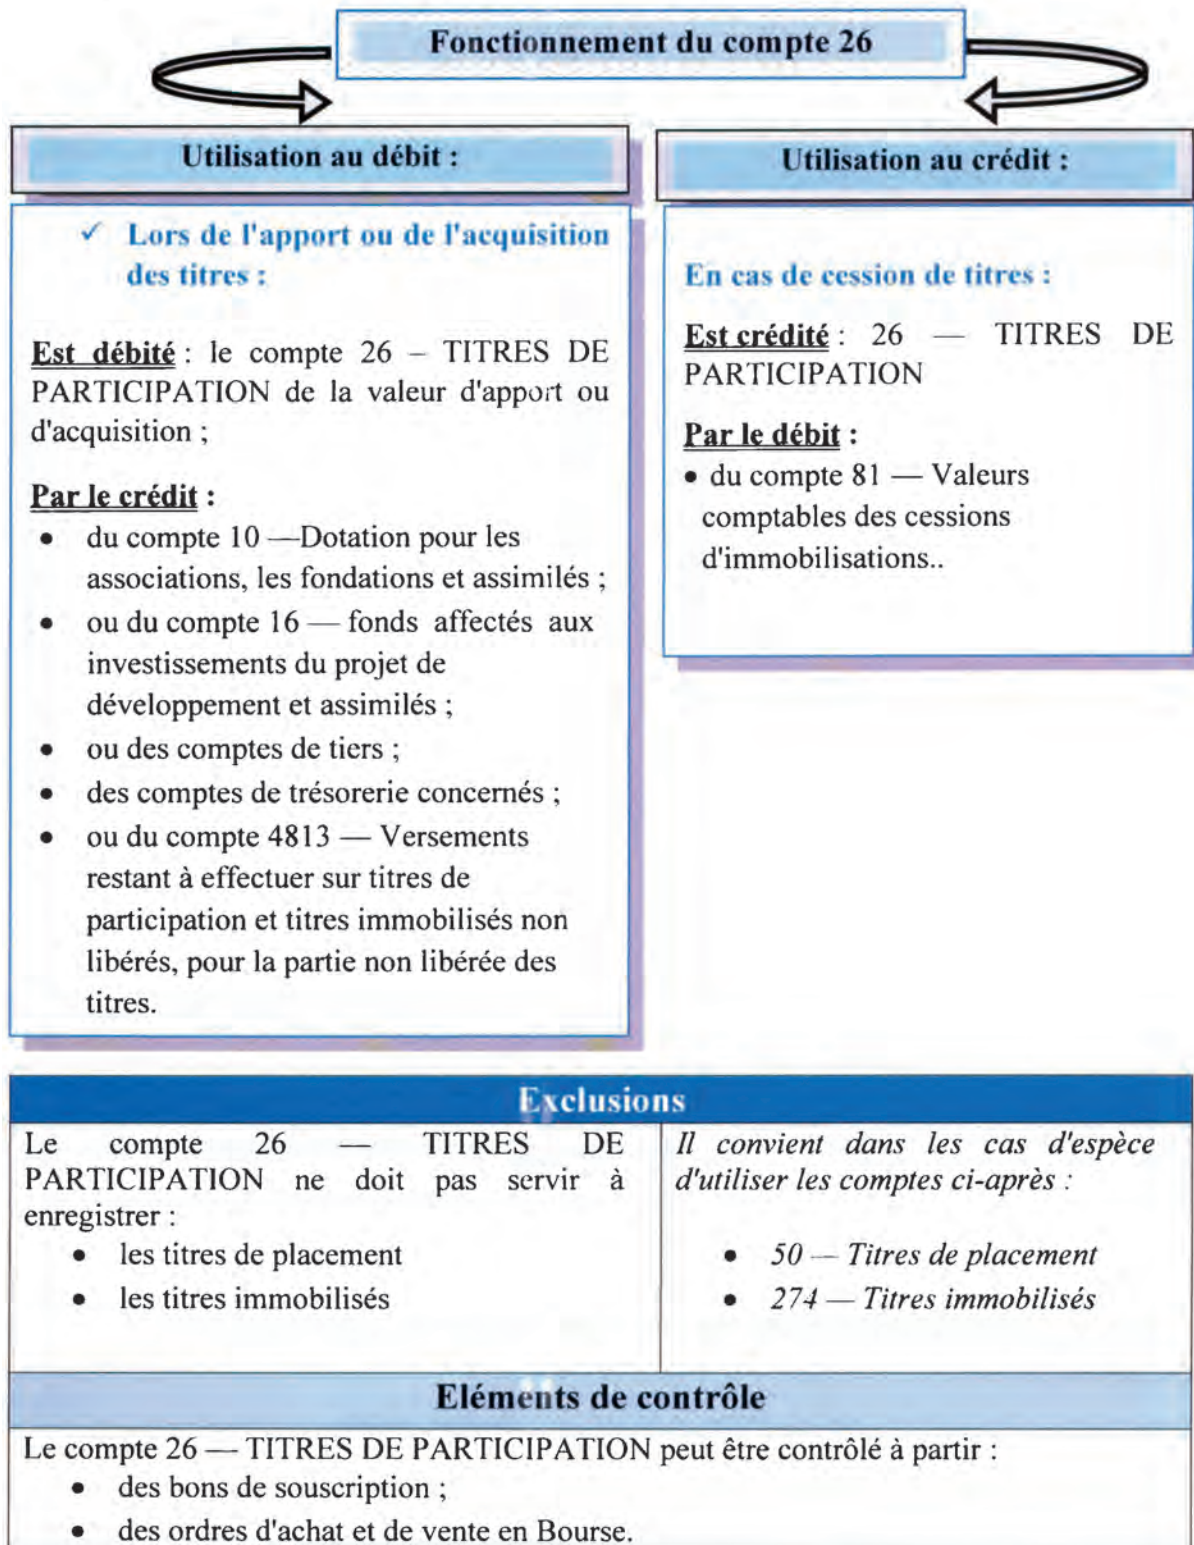 Fonctionnement du compte 26
Utilisation au débit :
✓ Lors de l'apport ou de l'acquisition
des titres :
Est débité : le compte 26 – TITRES DE
PARTICIPATION de la valeur d'apport ou
d'acquisition ;
Par le crédit :
• du compte 10 —Dotation pour les
associations, les fondations et assimilés ;
• ou du compte 16 — fonds affectés aux
investissements du projet de
développement et assimilés ;
• ou des comptes de tiers ;
• des comptes de trésorerie concernés ;
• ou du compte 4813 — Versements
restant à effectuer sur titres de
participation et titres immobilisés non
libérés, pour la partie non libérée des
titres.
Utilisation au crédit :
En cas de cession de titres :
Est crédité : 26 — TITRES DE
PARTICIPATION
Par le débit :
• du compte 81 — Valeurs
comptables des cessions
d'immobilisations..
Exclusions
Le compte 26 — TITRES DE
PARTICIPATION ne doit pas servir à
enregistrer :
• les titres de placement
• les titres immobilisés
Il convient dans les cas d'espèce
d'utiliser les comptes ci-après :
• 50 — Titres de placement
• 274 — Titres immobilisés
Eléments de contrôle
Le compte 26 — TITRES DE PARTICIPATION peut être contrôlé à partir :
• des bons de souscription ;
• des ordres d'achat et de vente en Bourse.